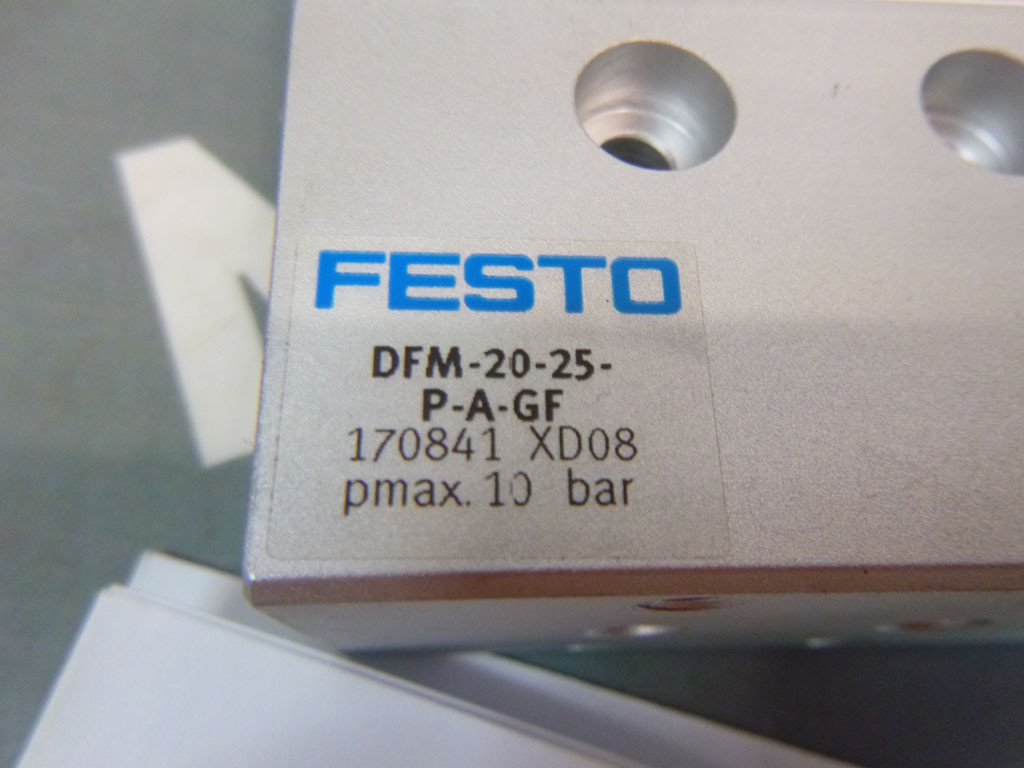 FESTO
DFM-20-25-
P-A-GF
170841 XD08
pmax. 10 bar